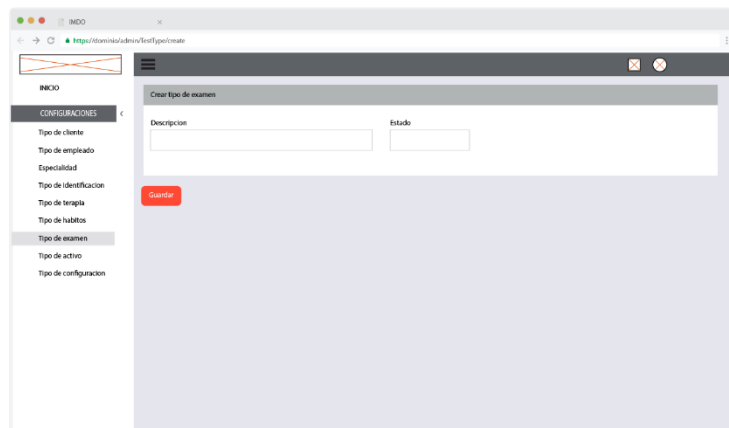 IMDO
https://dominio/admin/TestType/create
INICIO
CONFIGURACIONES
Tipo de cliente
Tipo de empleado
Especialidad
Tipo de identificacion
Tipo de terapia
Tipo de habitos
Tipo de examen
Tipo de activo
Tipo de configuracion
Crear tipo de examen
Descripcion Estado
Guardar